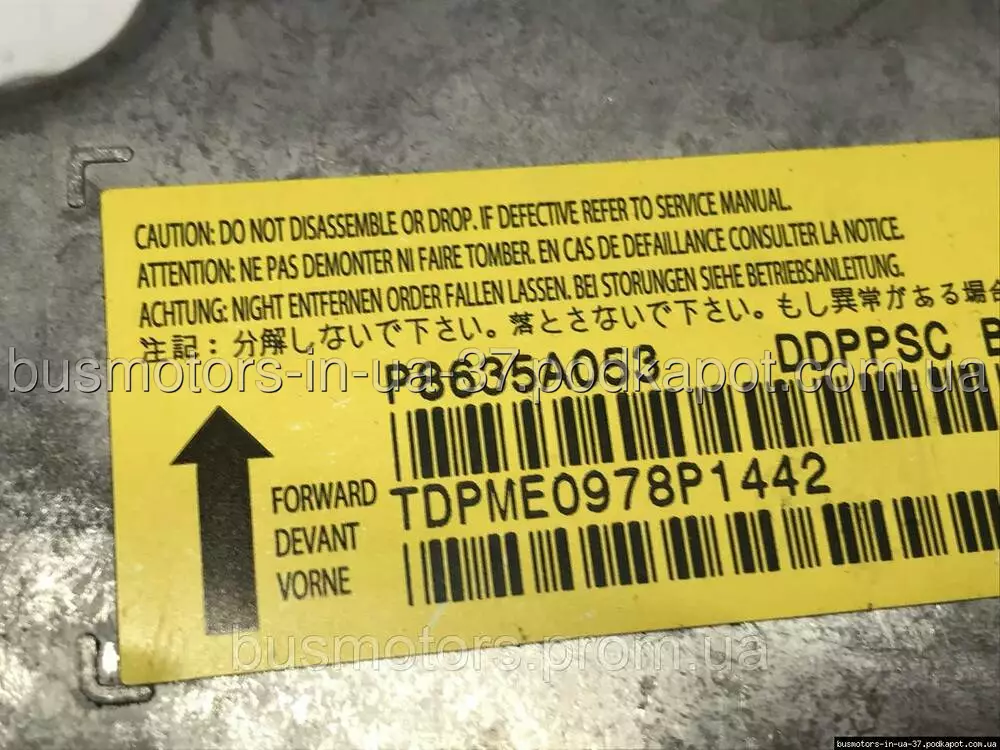 CAUTION: DO NOT DISASSEMBLE OR DROP. IF DEFECTIVE REFER TO SERVICE MANUAL.
ATTENTION: NE PAS DEMONTER NI FAIRE TOMBER. EN CAS DE DEFAILLANCE CONSULTER LA NOTICE.
ACHTUNG: NIGHT ENTFERNEN ORDER FALLEN LASSEN. BEI STORUNGEN SIEHE BETRIEBSANLEITUNG.
注記：分解しないで下さい。落とさないで下さい。もし異常がある場合
P8635A053 DDPPSC
busmotors-in-ua-37.podkapot.com.ua
TDPME0978P1442
FORWARD
DEVANT
VORNE
busmotors.prom.ua
busmotors-in-ua-37.podkapot.com.ua